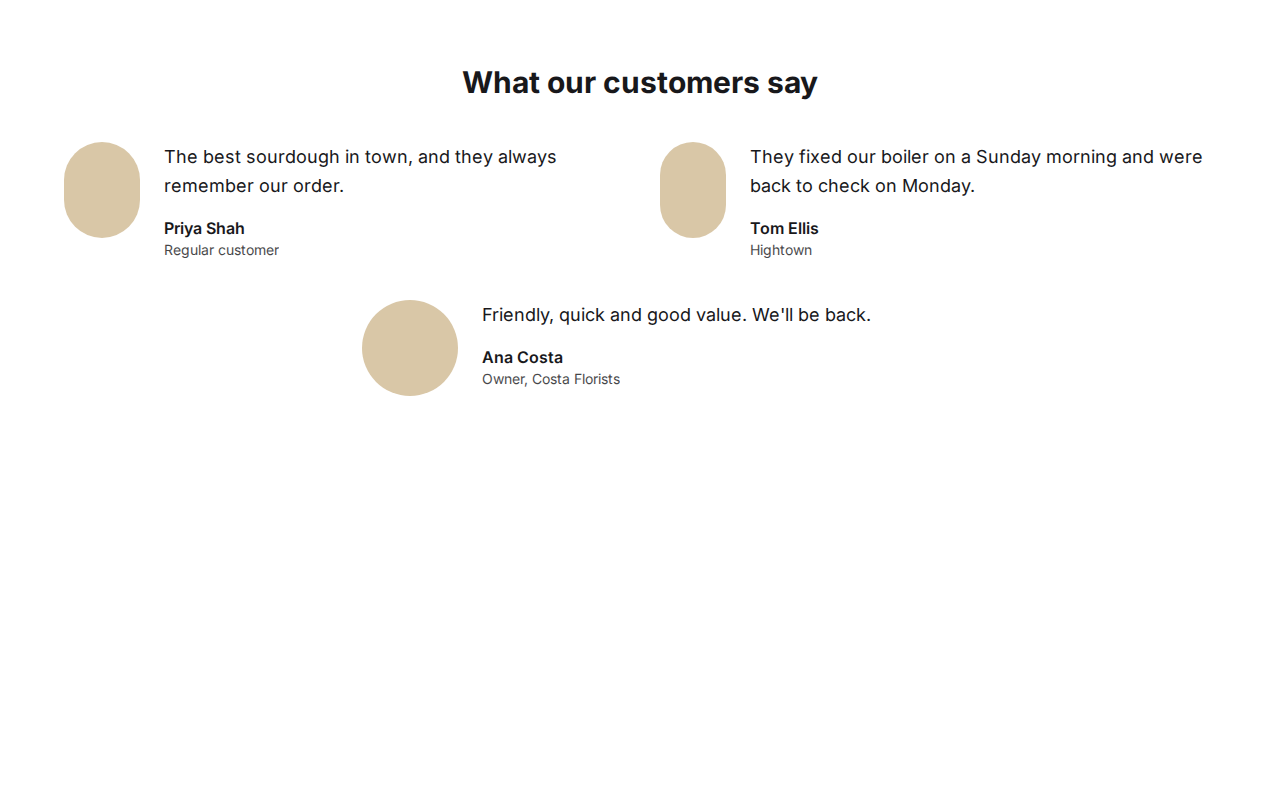 What our customers say
The best sourdough in town, and they always
remember our order.
Priya Shah
Regular customer
They fixed our boiler on a Sunday morning and were
back to check on Monday.
Tom Ellis
Hightown
Friendly, quick and good value. We'll be back.
Ana Costa
Owner, Costa Florists